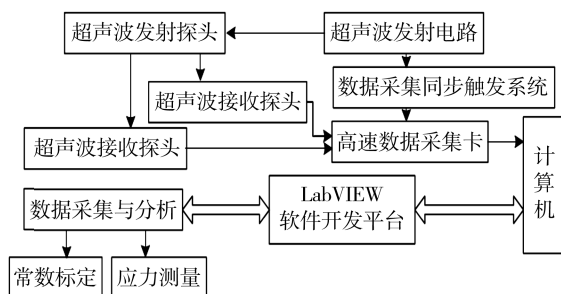 超声波发射探头
超声波发射电路
超声波接收探头
数据采集同步触发系统
超声波接收探头
高速数据采集卡
计算机
数据采集与分析
LabVIEW
软件开发平台
常数标定
应力测量